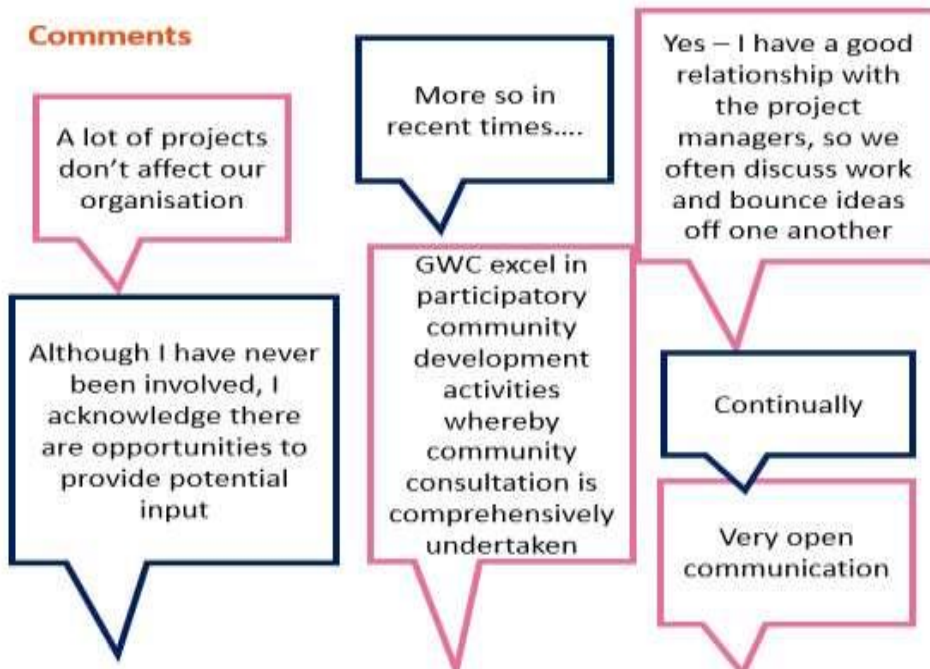 Comments
A lot of projects
don't affect our
organisation
More so in
recent times....
Yes – I have a good
relationship with
the project
managers, so we
often discuss work
and bounce ideas
off one another
Although I have never
been involved, I
acknowledge there
are opportunities to
provide potential
input
GWC excel in
participatory
community
development
activities
whereby
community
consultation is
comprehensively
undertaken
Continually
Very open
communication